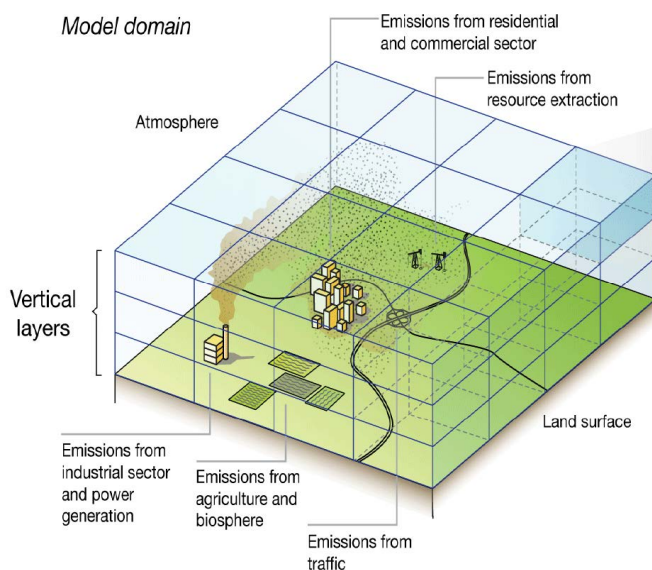 Model domain
Emissions from residential
and commercial sector
Emissions from
resource extraction
Atmosphere
Vertical
layers
Land surface
Emissions from
industrial sector
and power
generation
Emissions from
agriculture and
biosphere
Emissions from
traffic